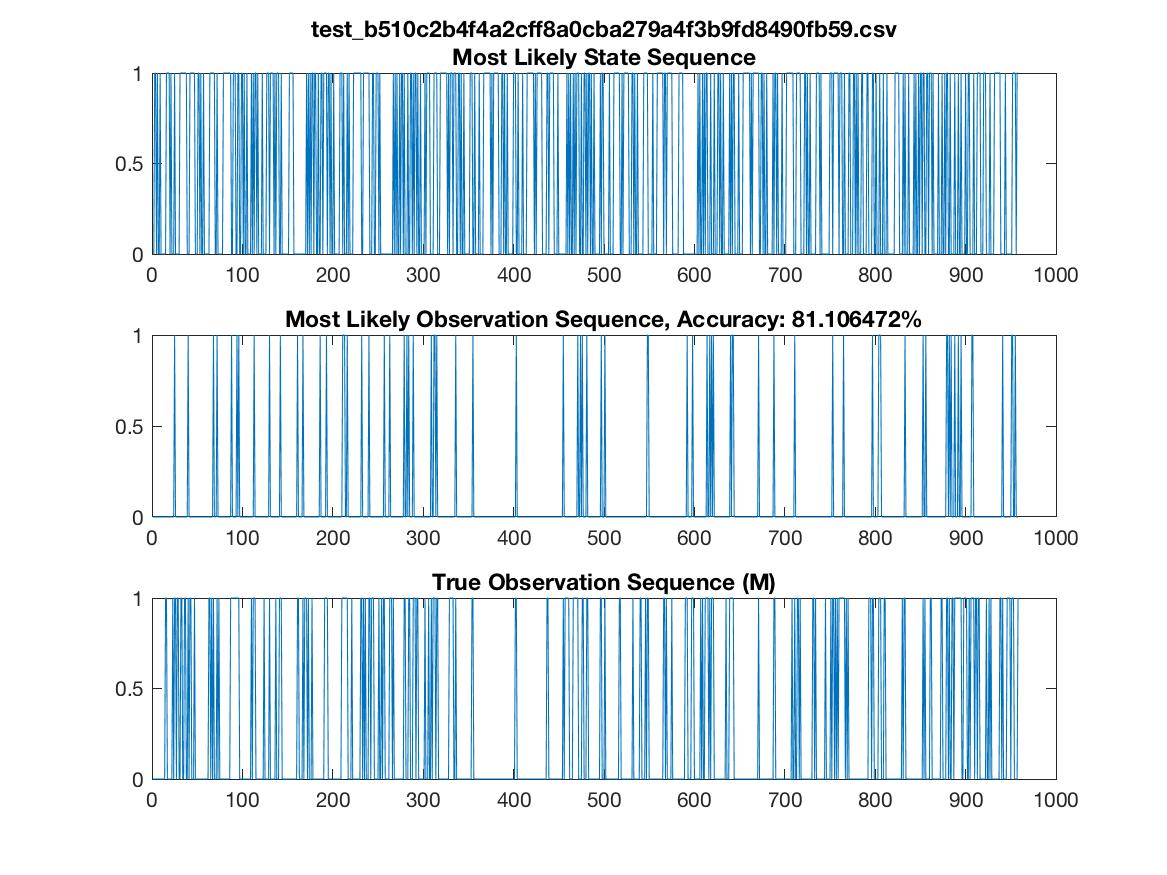 test_b510c2b4f4a2cff8a0cba279a4f3b9fd8490fb59.csv
Most Likely State Sequence
1
0.5
0
0 100 200 300 400 500 600 700 800 900 1000
Most Likely Observation Sequence, Accuracy: 81.106472%
1
0.5
0
0 100 200 300 400 500 600 700 800 900 1000
True Observation Sequence (M)
1
0.5
0
0 100 200 300 400 500 600 700 800 900 1000